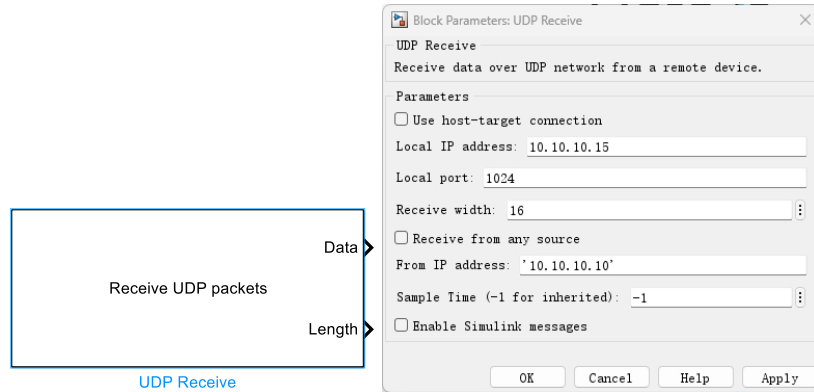 Block Parameters: UDP Receive
UDP Receive
Receive data over UDP network from a remote device.
Parameters
Use host-target connection
Local IP address: 10.10.10.15
Local port: 1024
Receive width: 16
Receive from any source
From IP address: '10.10.10.10'
Sample Time (-1 for inherited): -1
Enable Simulink messages
OK Cancel Help Apply
Data
Receive UDP packets
Length
UDP Receive